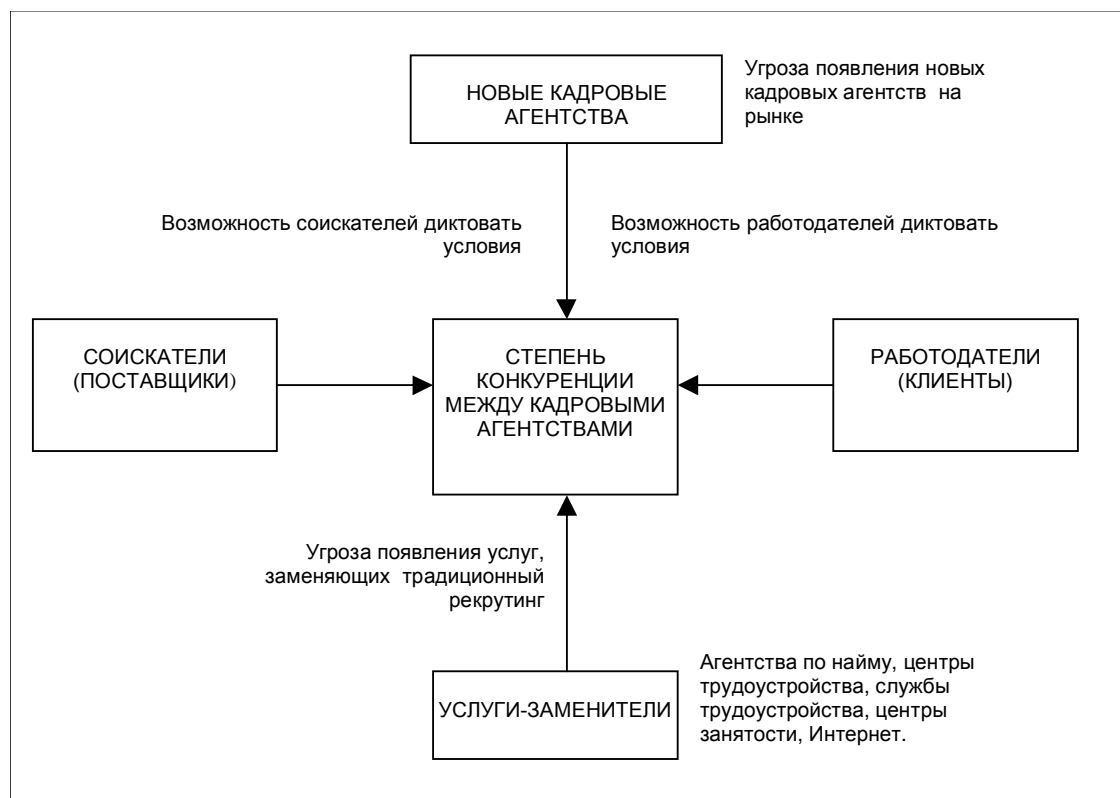 НОВЫЕ КАДРОВЫЕ
АГЕНТСТВА
Угроза появления новых
кадровых агентств на
рынке
Возможность соискателей диктовать
условия
Возможность работодателей диктовать
условия
СОИСКАТЕЛИ
(ПОСТАВЩИКИ)
СТЕПЕНЬ
КОНКУРЕНЦИИ
МЕЖДУ КАДРОВЫМИ
АГЕНТСТВАМИ
РАБОТОДАТЕЛИ
(КЛИЕНТЫ)
Угроза появления услуг,
заменяющих традиционный
рекрутинг
УСЛУГИ-ЗАМЕНИТЕЛИ
Агентства по найму, центры
трудоустройства, службы
трудоустройства, центры
занятости, Интернет.